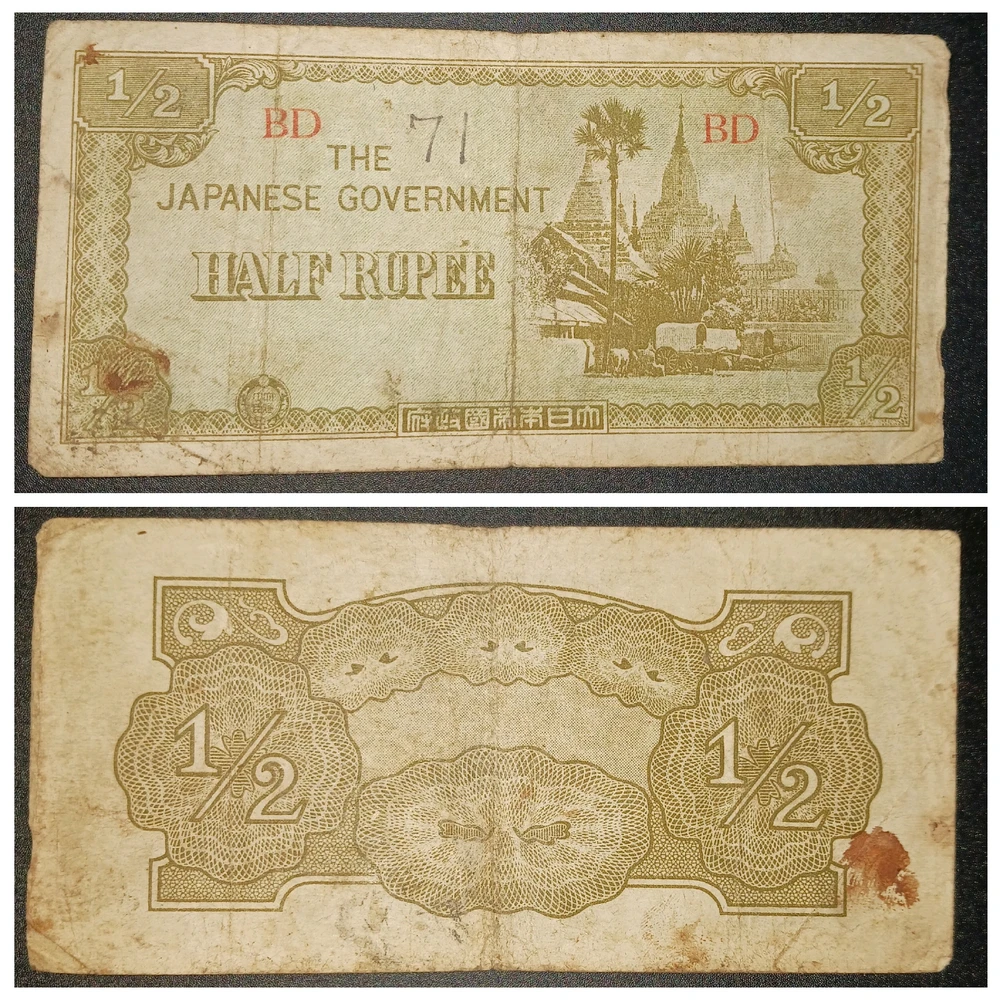 1/2
1/2
BD
71
BD
THE
JAPANESE GOVERNMENT
HALF RUPEE
1/2
1/2
大日本帝國政府
1/2
1/2